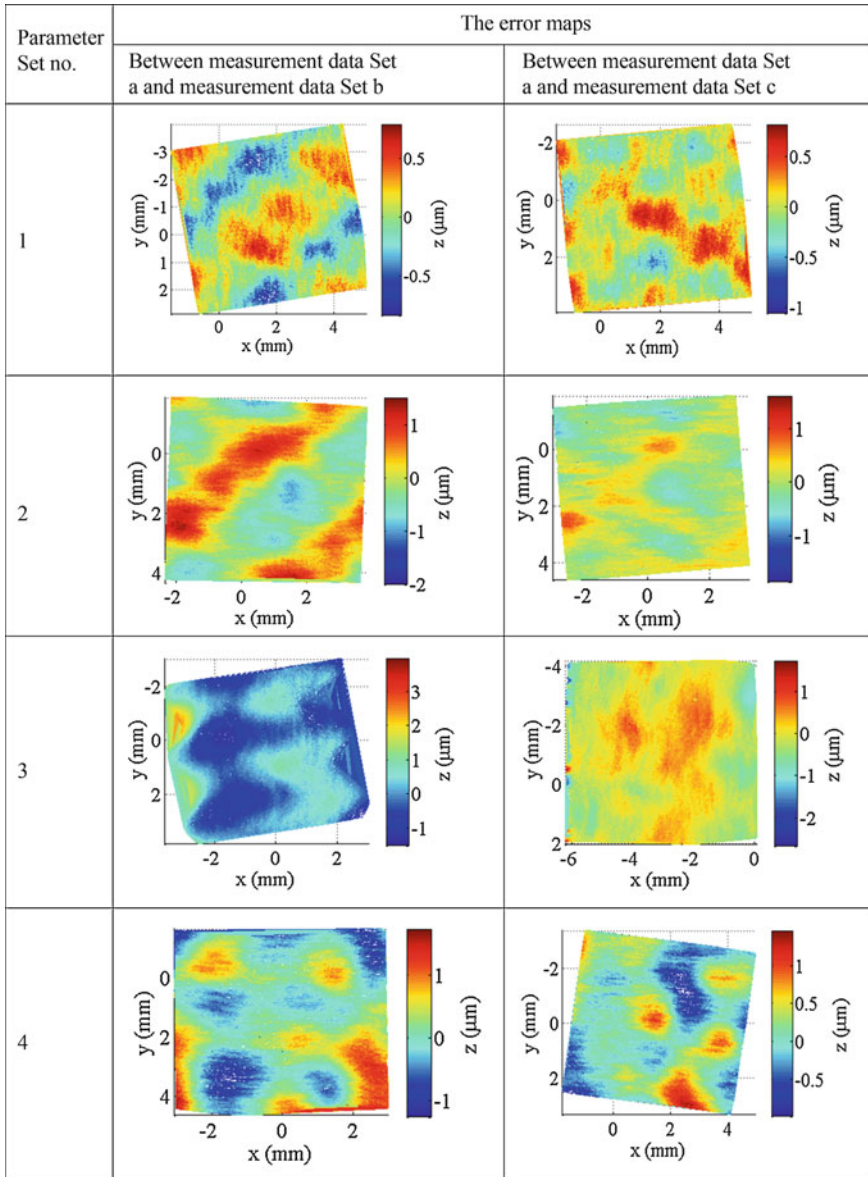 Parameter
Set no.
The error maps
Between measurement data Set
a and measurement data Set b
Between measurement data Set
a and measurement data Set c
1
-3
-2
-1
0
1
2
y (mm)
0 2 4
x (mm)
0.5
0
-0.5
z (μm)
-2
0
2
y (mm)
0 2 4
x (mm)
0.5
0
-0.5
-1
z (μm)
2
0
2
4
y (mm)
-2 0 2
x (mm)
1
0
-1
-2
z (μm)
0
2
4
y (mm)
-2 0 2
x (mm)
1
0
-1
z (μm)
3
-2
0
2
y (mm)
-2 0 2
x (mm)
3
2
1
0
-1
z (μm)
-4
-2
0
2
y (mm)
-6 -4 -2 0
x (mm)
1
0
-1
-2
z (μm)
4
0
2
4
y (mm)
-2 0 2
x (mm)
1
0
-1
z (μm)
-2
0
2
y (mm)
-2 0 2 4
x (mm)
1
0.5
0
-0.5
z (μm)